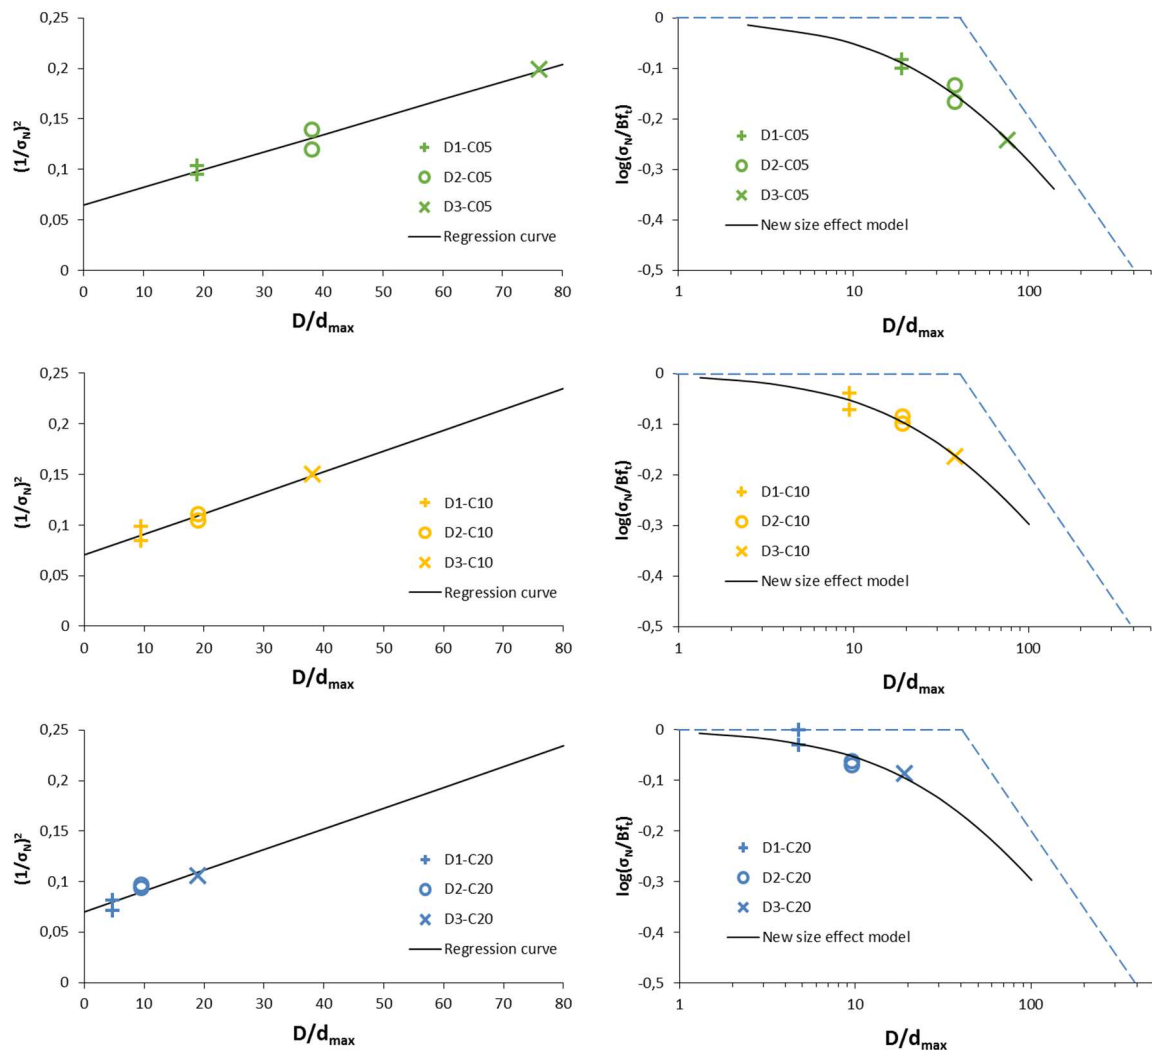 0,25
0,2
0,15
0,1
0,05
0
(1/σN)²
D1-C05
D2-C05
D3-C05
Regression curve
0 10 20 30 40 50 60 70 80
D/dmax
0
-0,1
-0,2
-0,3
-0,4
-0,5
log(σN/Bft)
D1-C05
D2-C05
D3-C05
New size effect model
1 10 100
D/dmax
0,25
0,2
0,15
0,1
0,05
0
(1/σN)²
D1-C10
D2-C10
D3-C10
Regression curve
0 10 20 30 40 50 60 70 80
D/dmax
0
-0,1
-0,2
-0,3
-0,4
-0,5
log(σN/Bft)
D1-C10
D2-C10
D3-C10
New size effect model
1 10 100
D/dmax
0,25
0,2
0,15
0,1
0,05
0
(1/σN)²
D1-C20
D2-C20
D3-C20
Regression curve
0 10 20 30 40 50 60 70 80
D/dmax
0
-0,1
-0,2
-0,3
-0,4
-0,5
log(σN/Bft)
D1-C20
D2-C20
D3-C20
New size effect model
1 10 100
D/dmax